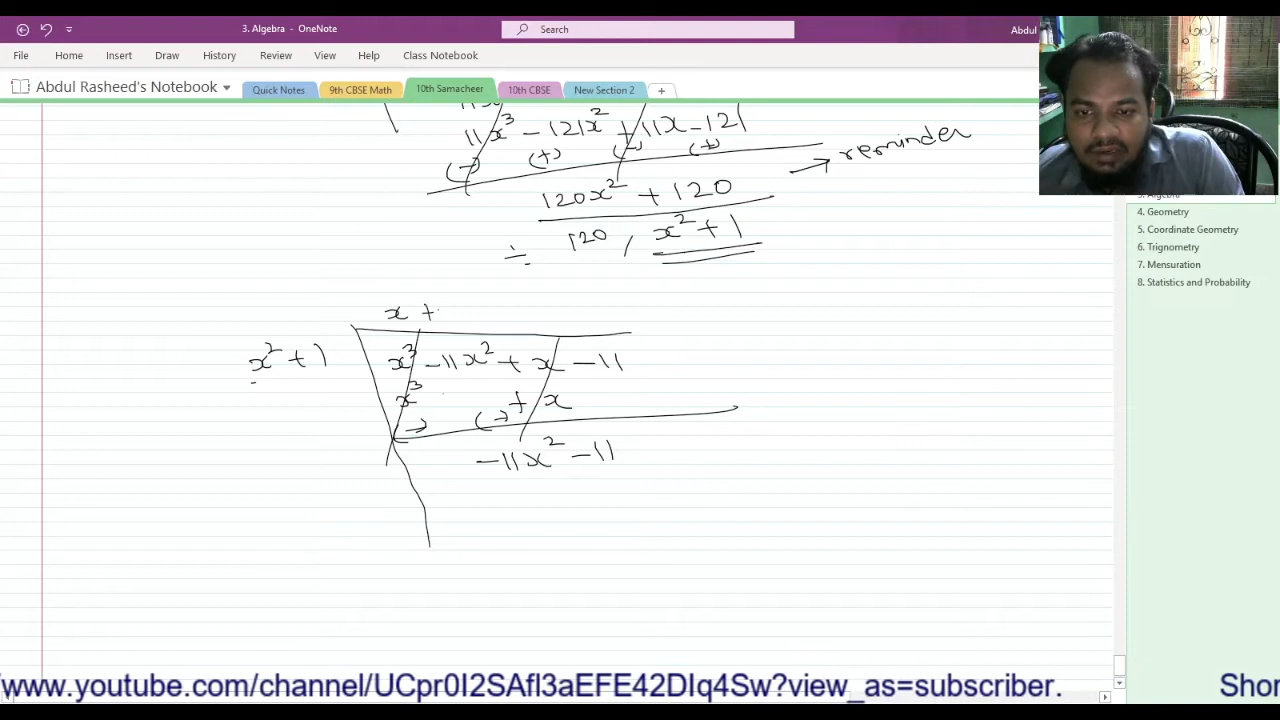 3. Algebra - OneNote
Search
Abdul
File Home Insert Draw History Review View Help Class Notebook
Abdul Rasheed's Notebook
Quick Notes 9th CBSE Math 10th Samacheer 10th CBSE New Section 2 +
11x³ - 121x² + 11x - 121
(-) (+) (-) (+)
120x² + 120 → reminder
÷ 120, x² + 1
x +
x² + 1 x³ - 11x² + x - 11
x³ + x
(-) (-)
-11x² - 11
3. Algebra
4. Geometry
5. Coordinate Geometry
6. Trignometry
7. Mensuration
8. Statistics and Probability
www.youtube.com/channel/UCpr0I2SAfl3aEFE42DIq4Sw?view_as=subscriber. Shor